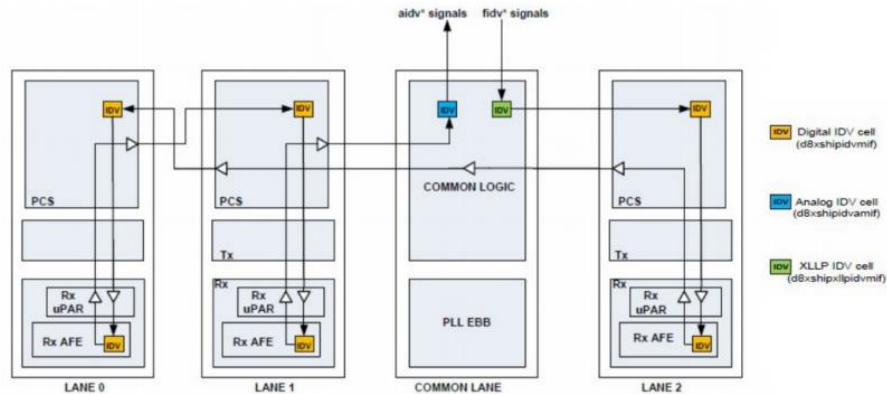 aidv* signals
fidv* signals
IDV
PCS
Rx
uPAR
Rx AFE
IDV
LANE 0
IDV
PCS
Tx
Rx
Rx
uPAR
Rx AFE
IDV
LANE 1
IDV
IDV
COMMON LOGIC
PLL EBB
COMMON LANE
IDV
PCS
Tx
Rx
Rx
uPAR
Rx AFE
IDV
LANE 2
IDV
Digital IDV cell
(d8xshipidvmif)
IDV
Analog IDV cell
(d8xshipidvamif)
IDV
XLLP IDV cell
(d8xshipxllpidvmif)